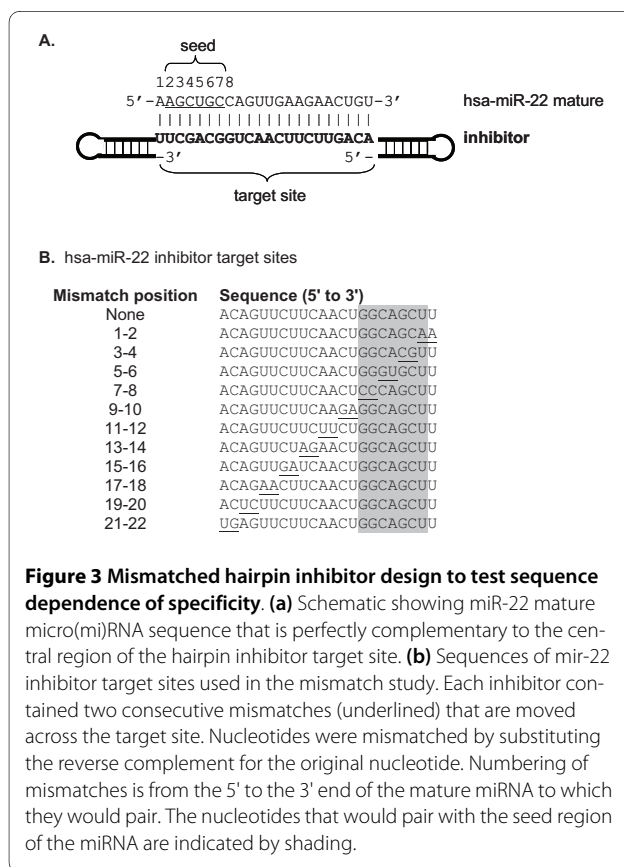 A.
seed
12345678
5′-AAGCUGCCAGUUGAAGAACUGU-3′ hsa-miR-22 mature
UUCGACGGUCAACUUCUUGACA inhibitor
-3′ 5′-
target site
B. hsa-miR-22 inhibitor target sites
Mismatch position Sequence (5' to 3')
None ACAGUUCUUCAACUGGCAGCUU
1-2 ACAGUUCUUCAACUGGCAGCAA
3-4 ACAGUUCUUCAACUGGCACGUU
5-6 ACAGUUCUUCAACUGGGUGCUU
7-8 ACAGUUCUUCAACUCCCAGCUU
9-10 ACAGUUCUUCAAGAGGCAGCUU
11-12 ACAGUUCUUCUUCUGGCAGCUU
13-14 ACAGUUCUAGAACUGGCAGCUU
15-16 ACAGUUGAUCAACUGGCAGCUU
17-18 ACAGAACUUCAACUGGCAGCUU
19-20 ACUCUUCUUCAACUGGCAGCUU
21-22 UGAGUUCUUCAACUGGCAGCUU
Figure 3 Mismatched hairpin inhibitor design to test sequence
dependence of specificity. (a) Schematic showing miR-22 mature
micro(mi)RNA sequence that is perfectly complementary to the cen-
tral region of the hairpin inhibitor target site. (b) Sequences of mir-22
inhibitor target sites used in the mismatch study. Each inhibitor con-
tained two consecutive mismatches (underlined) that are moved
across the target site. Nucleotides were mismatched by substituting
the reverse complement for the original nucleotide. Numbering of
mismatches is from the 5' to the 3' end of the mature miRNA to which
they would pair. The nucleotides that would pair with the seed region
of the miRNA are indicated by shading.